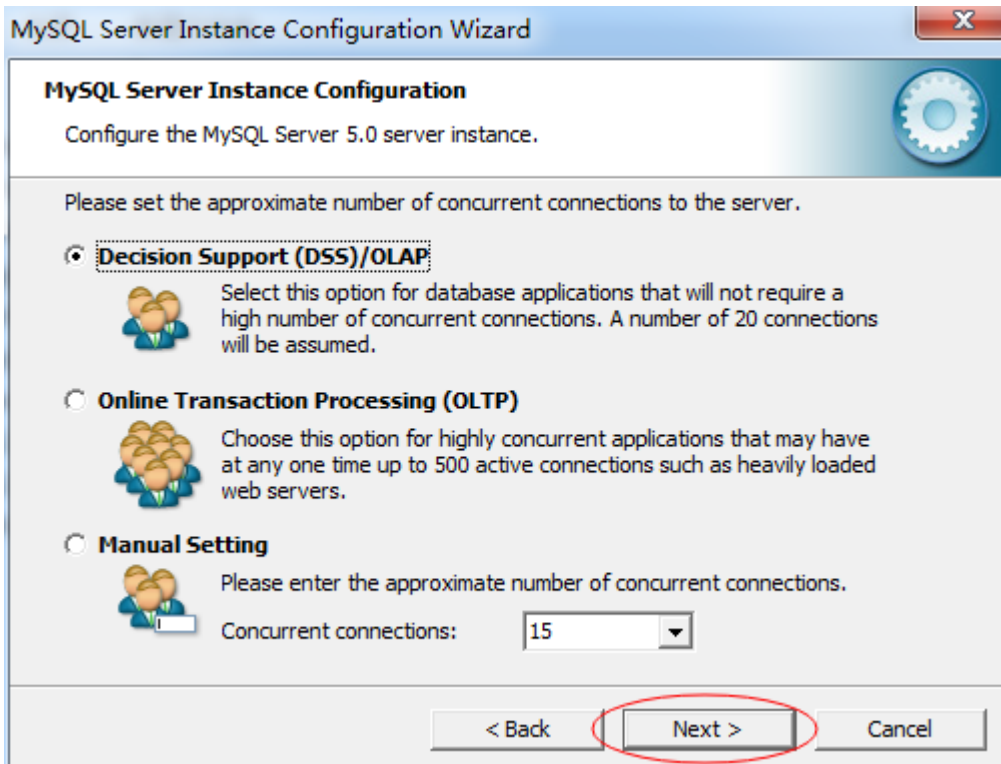 MySQL Server Instance Configuration Wizard
MySQL Server Instance Configuration
Configure the MySQL Server 5.0 server instance.
Please set the approximate number of concurrent connections to the server.
Decision Support (DSS)/OLAP
Select this option for database applications that will not require a
high number of concurrent connections. A number of 20 connections
will be assumed.
Online Transaction Processing (OLTP)
Choose this option for highly concurrent applications that may have
at any one time up to 500 active connections such as heavily loaded
web servers.
Manual Setting
Please enter the approximate number of concurrent connections.
Concurrent connections: 15
< Back Next > Cancel